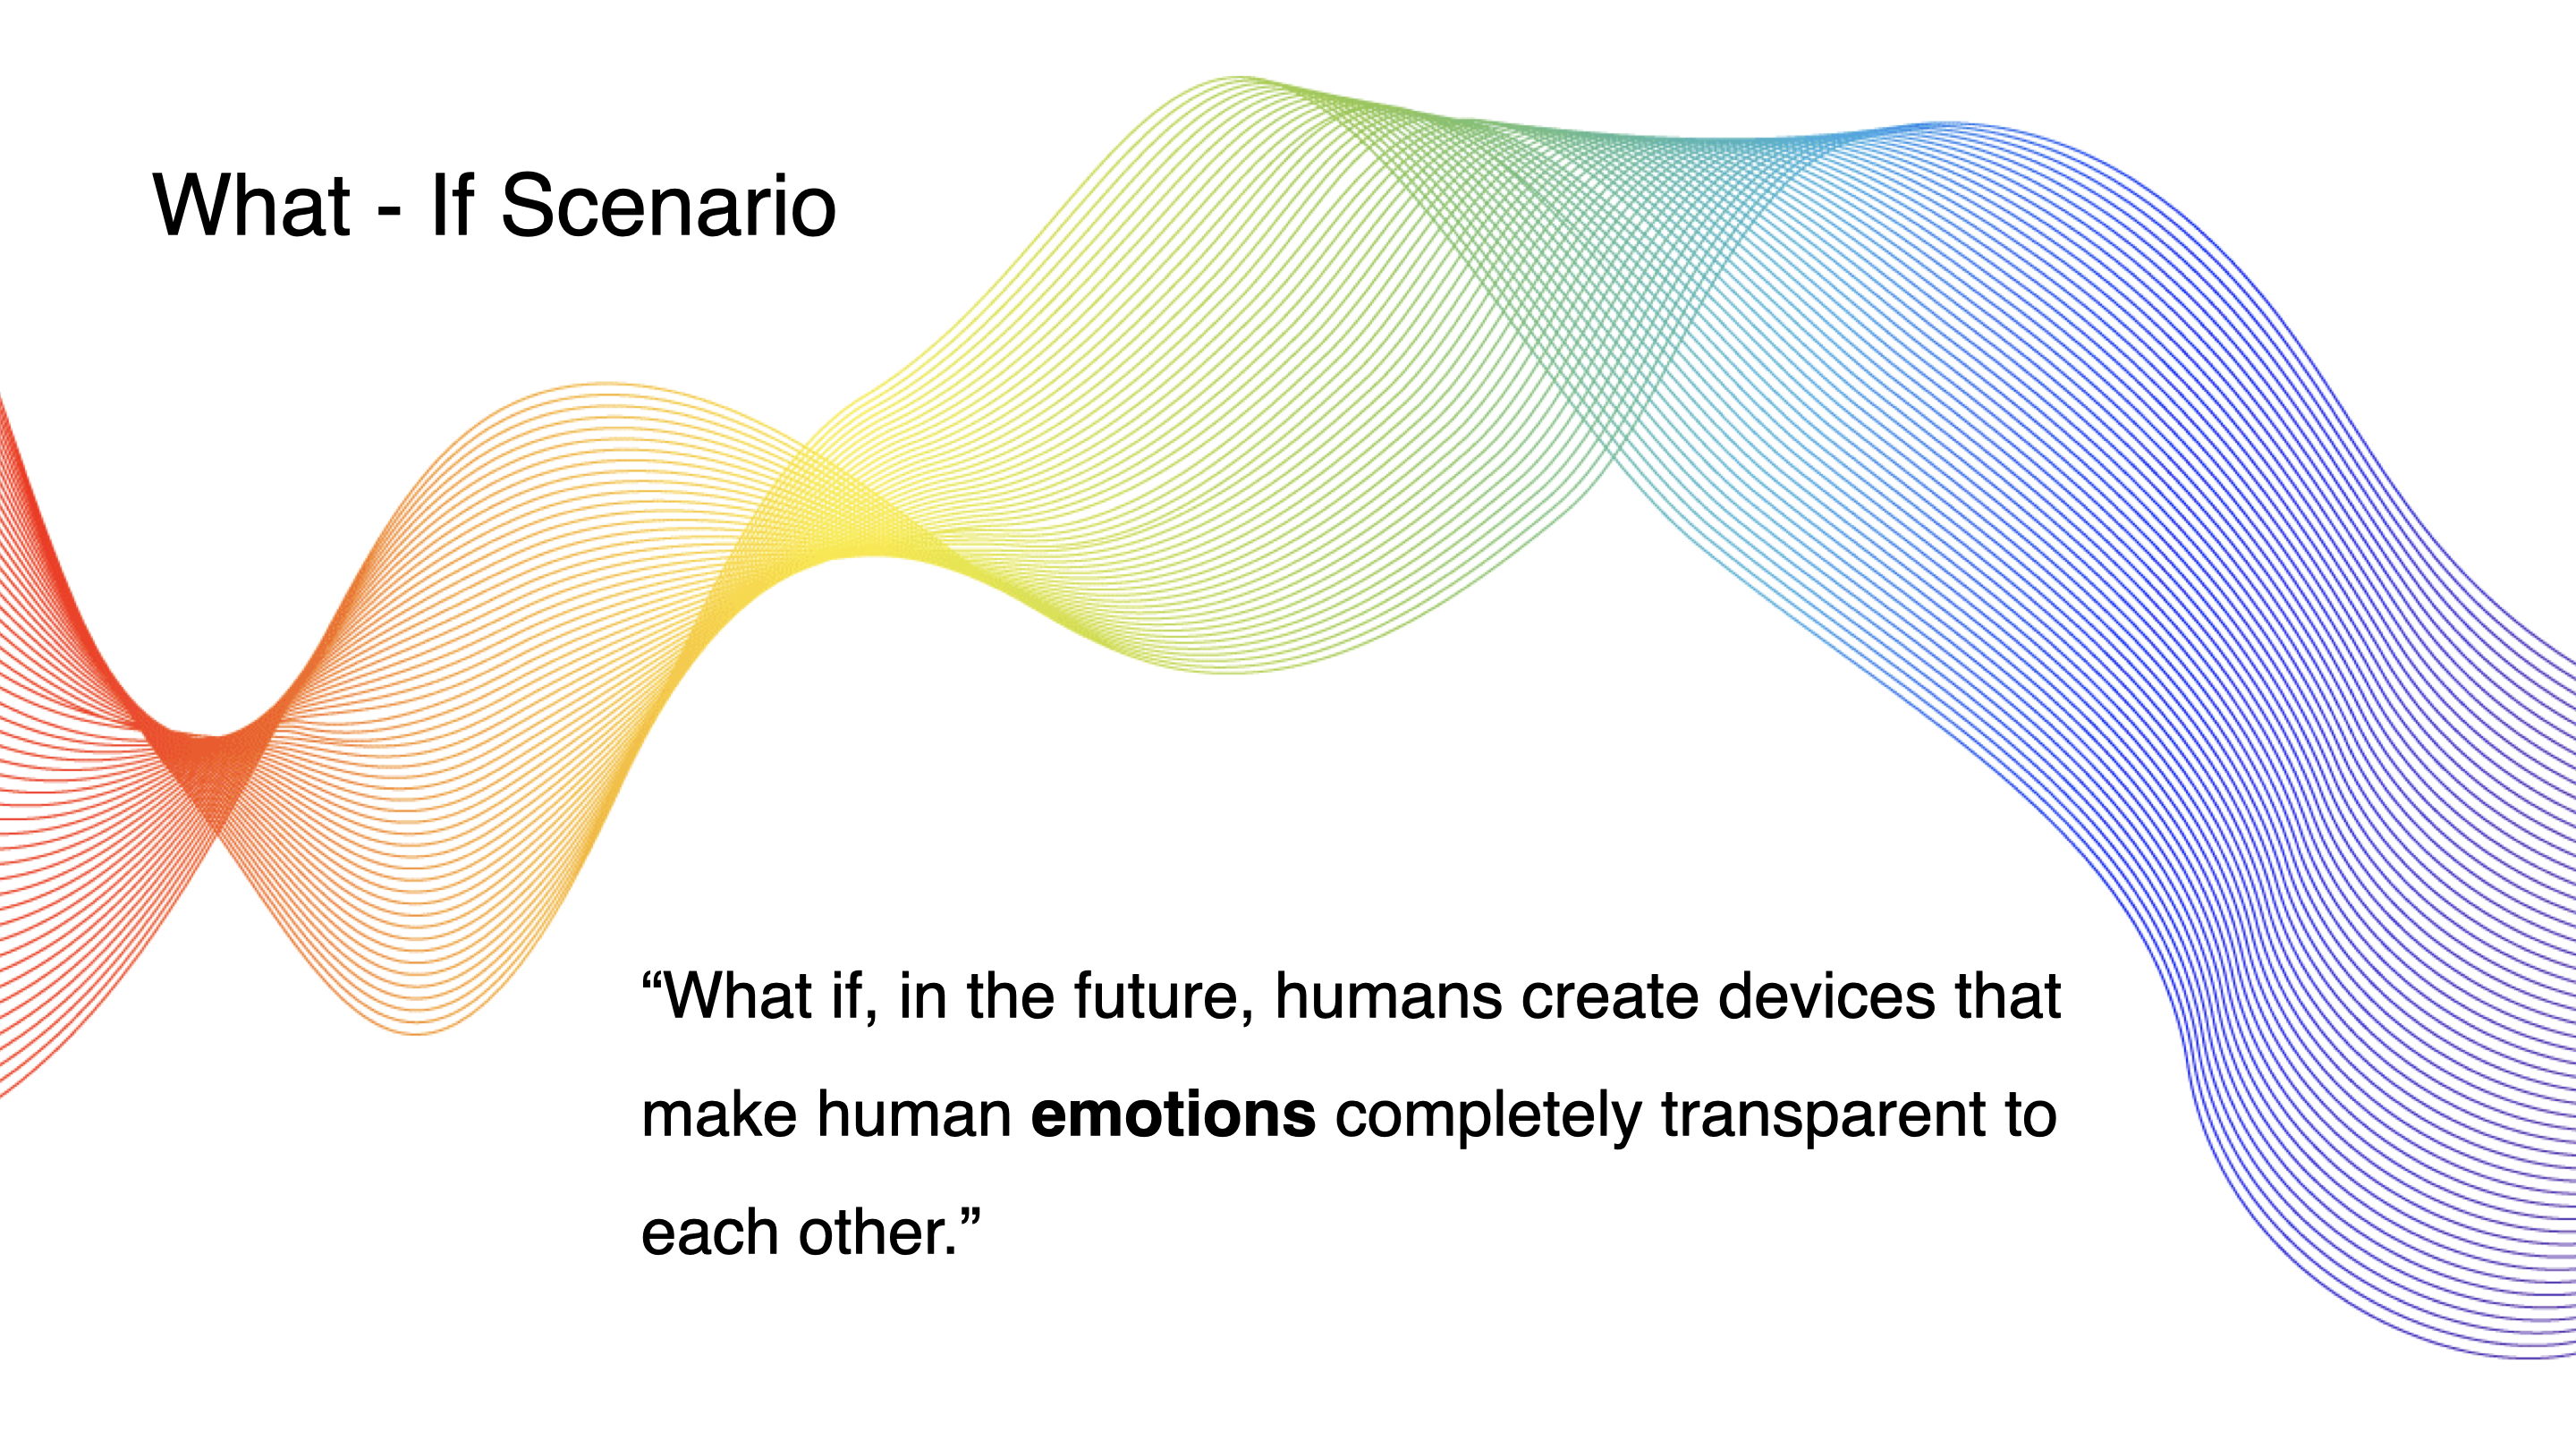 What - If Scenario
“What if, in the future, humans create devices that
make human emotions completely transparent to
each other.”